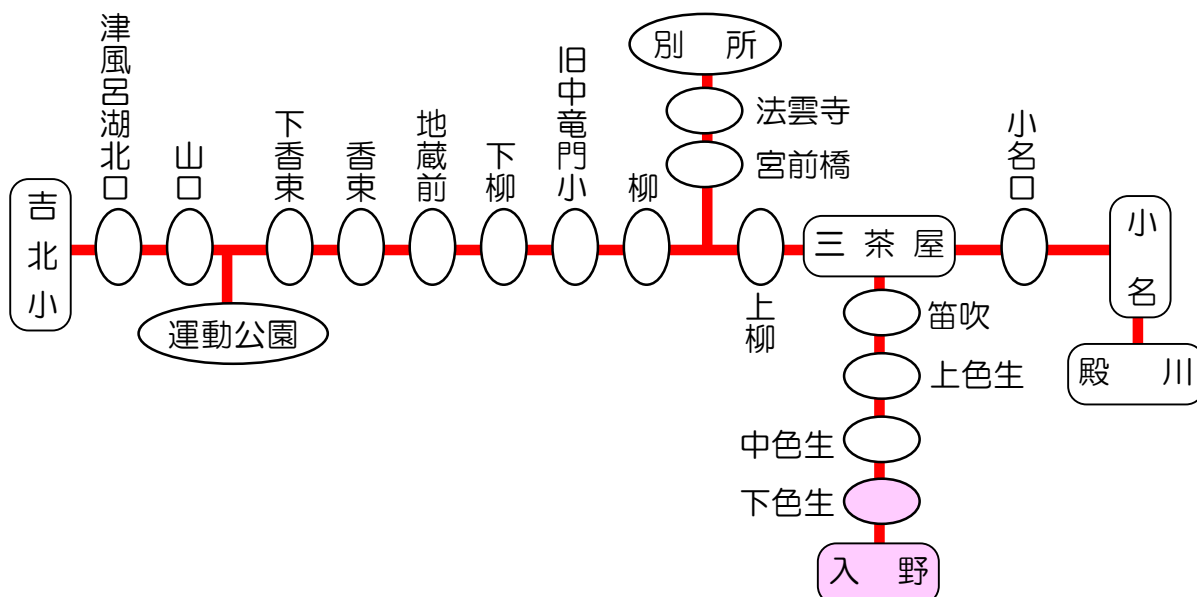 吉北小
津風呂湖北口
山口
運動公園
下香束
香束
地蔵前
下柳
旧中竜門小
柳
別所
法雲寺
宮前橋
上柳
三茶屋
小名口
小名
殿川
笛吹
上色生
中色生
下色生
入野